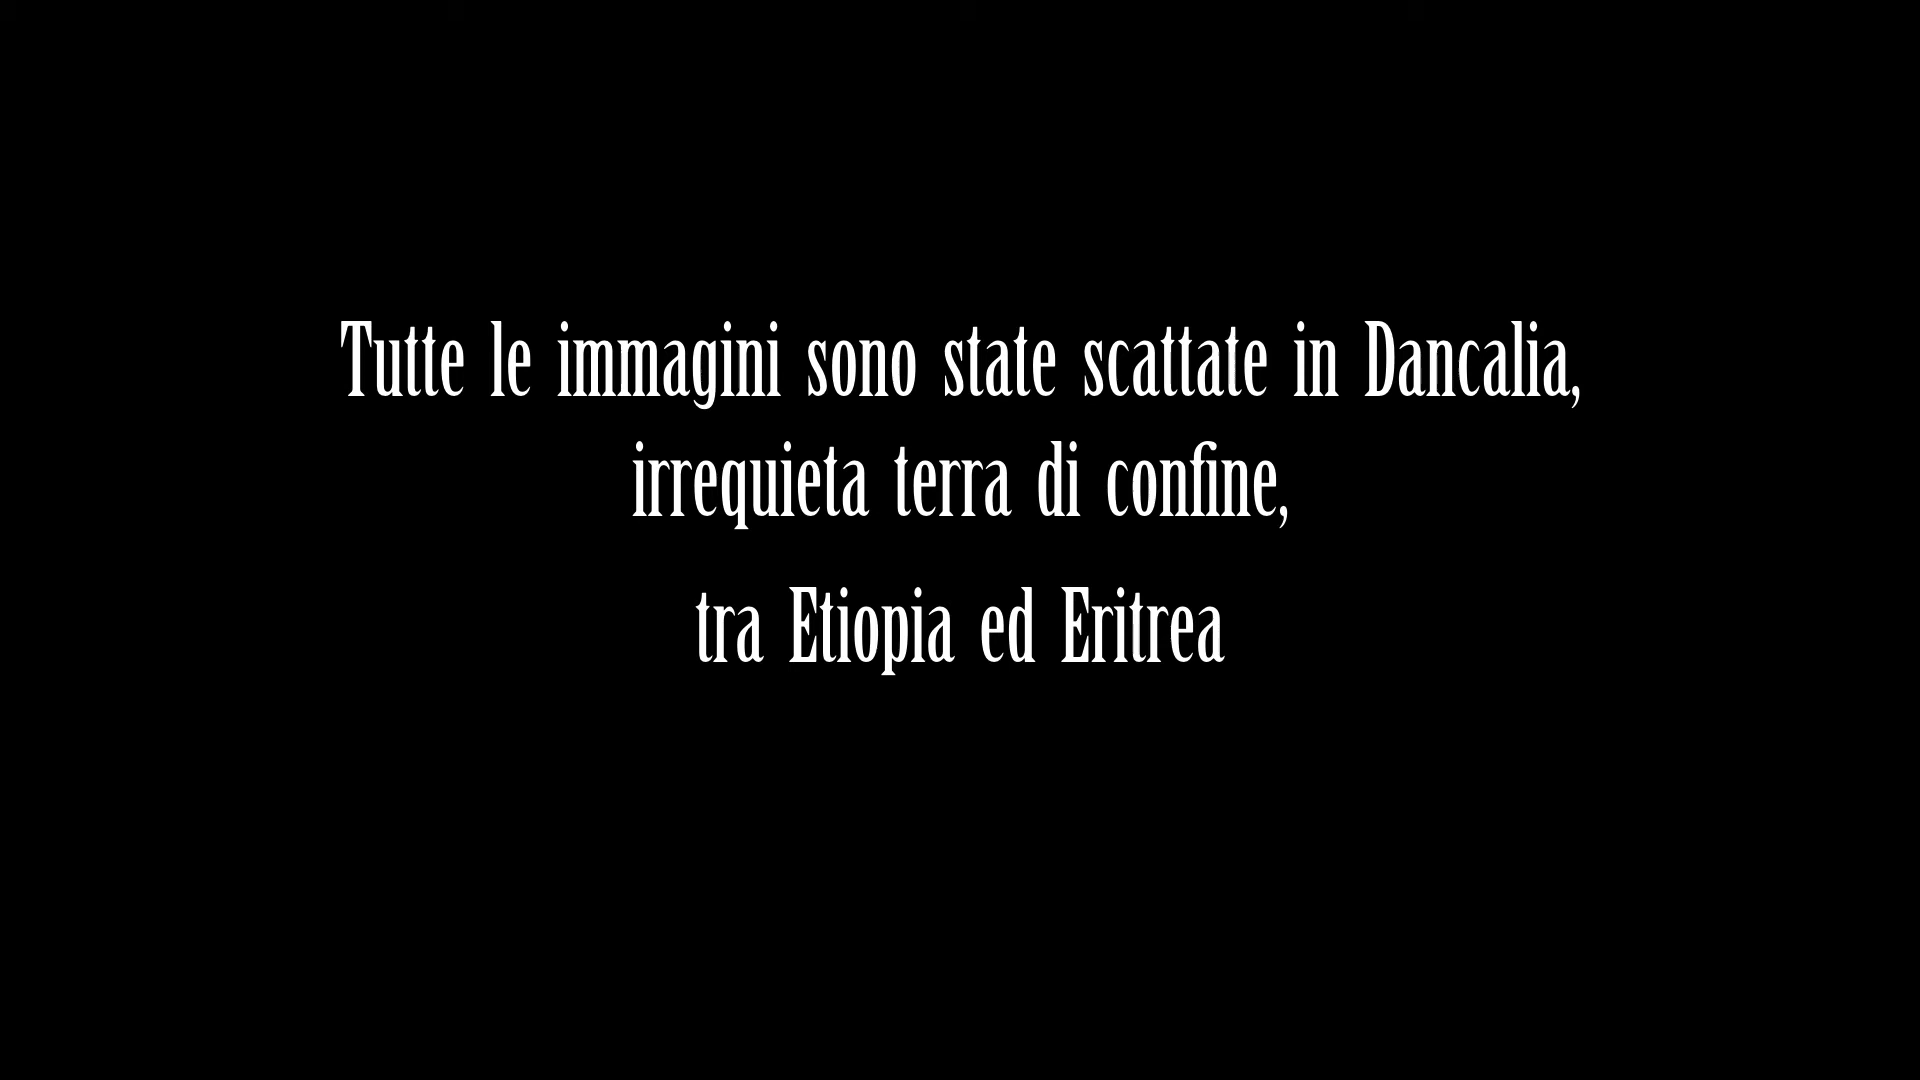 Tutte le immagini sono state scattate in Dancalia,
irrequieta terra di confine,
tra Etiopia ed Eritrea